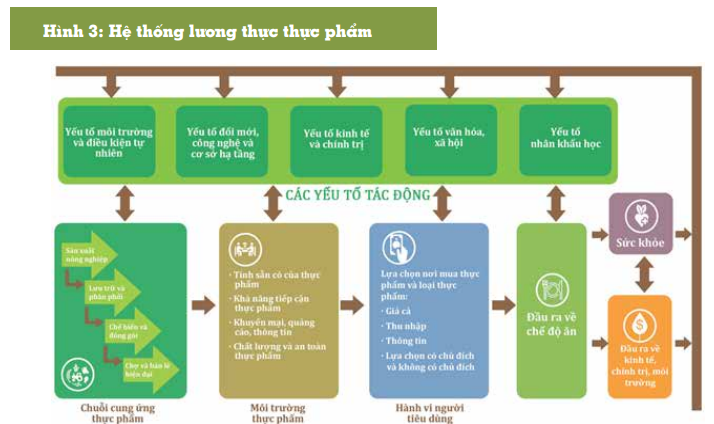 Hình 3: Hệ thống lương thực thực phẩm
Yếu tố môi trường
và điều kiện tự
nhiên
Yếu tố đổi mới,
công nghệ và
cơ sở hạ tầng
Yếu tố kinh tế
và chính trị
Yếu tố văn hóa,
xã hội
Yếu tố
nhân khẩu học
CÁC YẾU TỐ TÁC ĐỘNG
Sản xuất
nông nghiệp
Lưu trữ và
phân phối
Chế biến và
đóng gói
Chợ và bán lẻ
hiện đại
Chuỗi cung ứng
thực phẩm
· Tính sẵn có của thực
phẩm
· Khả năng tiếp cận
thực phẩm
· Khuyến mại, quảng
cáo, thông tin
· Chất lượng và an toàn
thực phẩm
Môi trường
thực phẩm
Lựa chọn nơi mua thực
phẩm và loại thực
phẩm:
· Giá cả
· Thu nhập
· Thông tin
· Lựa chọn có chủ đích
và không có chủ đích
Hành vi người
tiêu dùng
Đầu ra về
chế độ ăn
Sức khỏe
Đầu ra về
kinh tế,
chính trị, môi
trường